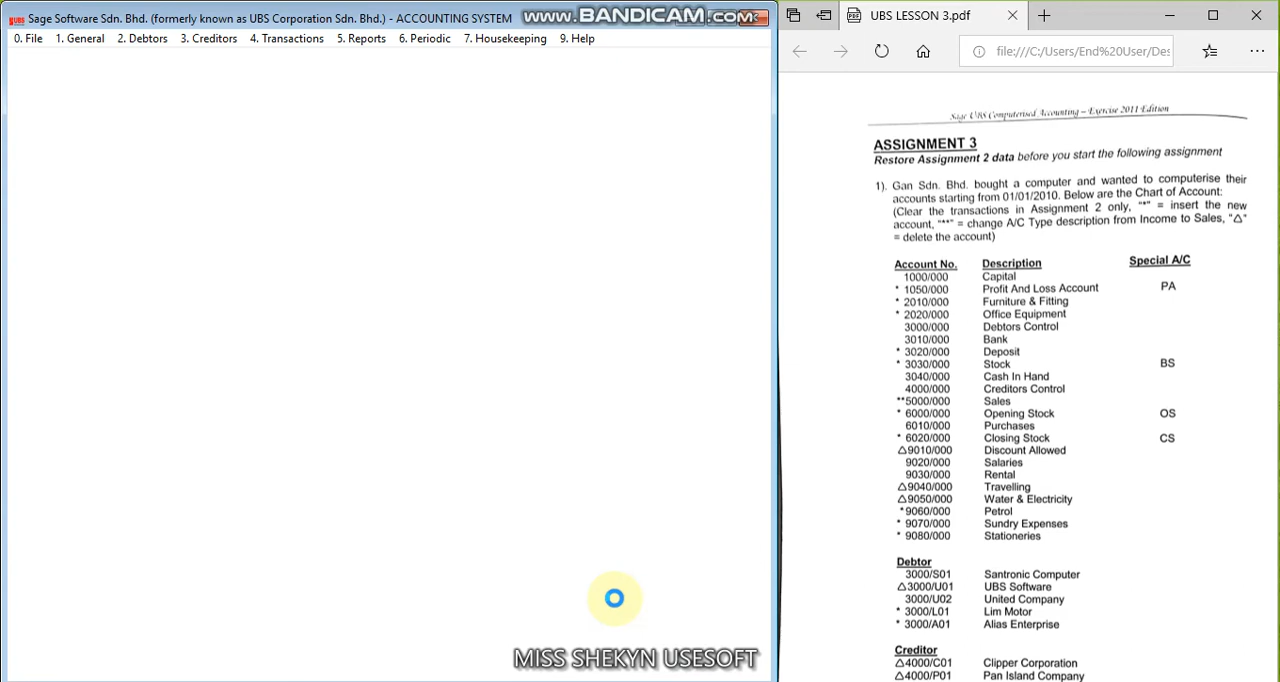 Sage Software Sdn. Bhd. (formerly known as UBS Corporation Sdn. Bhd.) - ACCOUNTING SYSTEM
www.BANDICAM.com
0. File 1. General 2. Debtors 3. Creditors 4. Transactions 5. Reports 6. Periodic 7. Housekeeping 9. Help
MISS SHEKYN USESOFT
UBS LESSON 3.pdf
file:///C:/Users/End%20User/Des
Sage UBS Computerised Accounting – Exercise 2011 Edition
ASSIGNMENT 3
Restore Assignment 2 data before you start the following assignment
1). Gan Sdn. Bhd. bought a computer and wanted to computerise their
accounts starting from 01/01/2010. Below are the Chart of Account:
(Clear the transactions in Assignment 2 only, "*" = insert the new
account, "**" = change A/C Type description from Income to Sales, "△"
= delete the account)
Account No. Description Special A/C
1000/000 Capital
* 1050/000 Profit And Loss Account PA
* 2010/000 Furniture & Fitting
* 2020/000 Office Equipment
3000/000 Debtors Control
3010/000 Bank
* 3020/000 Deposit
* 3030/000 Stock BS
3040/000 Cash In Hand
4000/000 Creditors Control
**5000/000 Sales
* 6000/000 Opening Stock OS
6010/000 Purchases
* 6020/000 Closing Stock CS
△9010/000 Discount Allowed
9020/000 Salaries
9030/000 Rental
△9040/000 Travelling
△9050/000 Water & Electricity
*9060/000 Petrol
* 9070/000 Sundry Expenses
* 9080/000 Stationeries
Debtor
3000/S01 Santronic Computer
△3000/U01 UBS Software
3000/U02 United Company
* 3000/L01 Lim Motor
* 3000/A01 Alias Enterprise
Creditor
△4000/C01 Clipper Corporation
△4000/P01 Pan Island Company